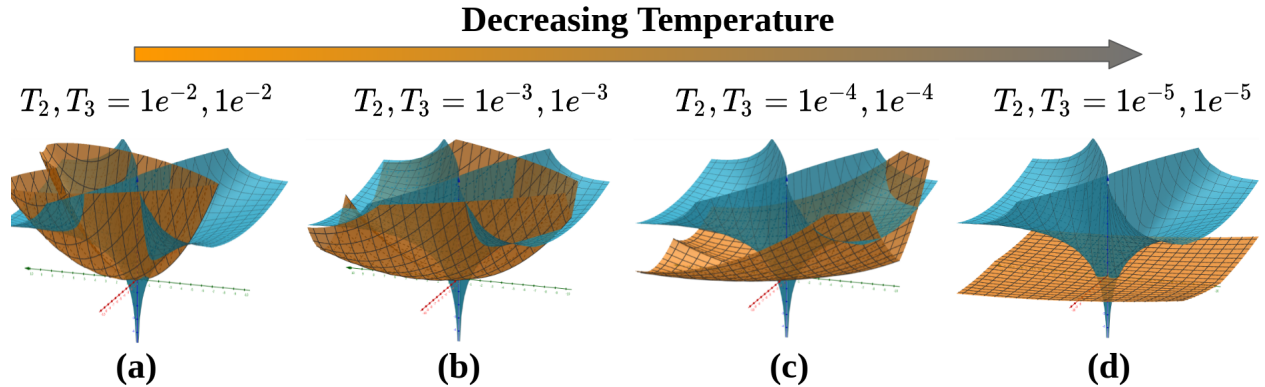 Decreasing Temperature
T₂, T₃ = 1e⁻², 1e⁻²
T₂, T₃ = 1e⁻³, 1e⁻³
T₂, T₃ = 1e⁻⁴, 1e⁻⁴
T₂, T₃ = 1e⁻⁵, 1e⁻⁵
(a)
(b)
(c)
(d)